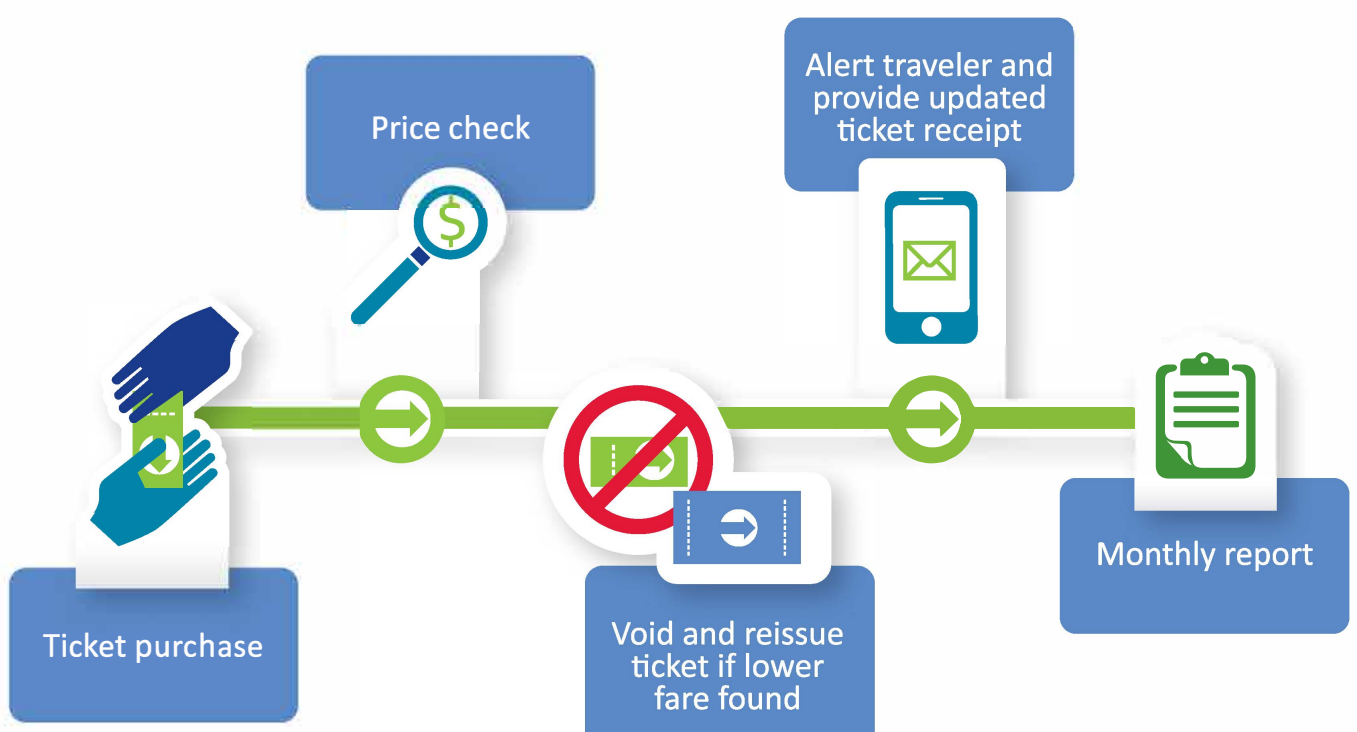 Ticket purchase
Price check
$
Void and reissue
ticket if lower
fare found
Alert traveler and
provide updated
ticket receipt
Monthly report